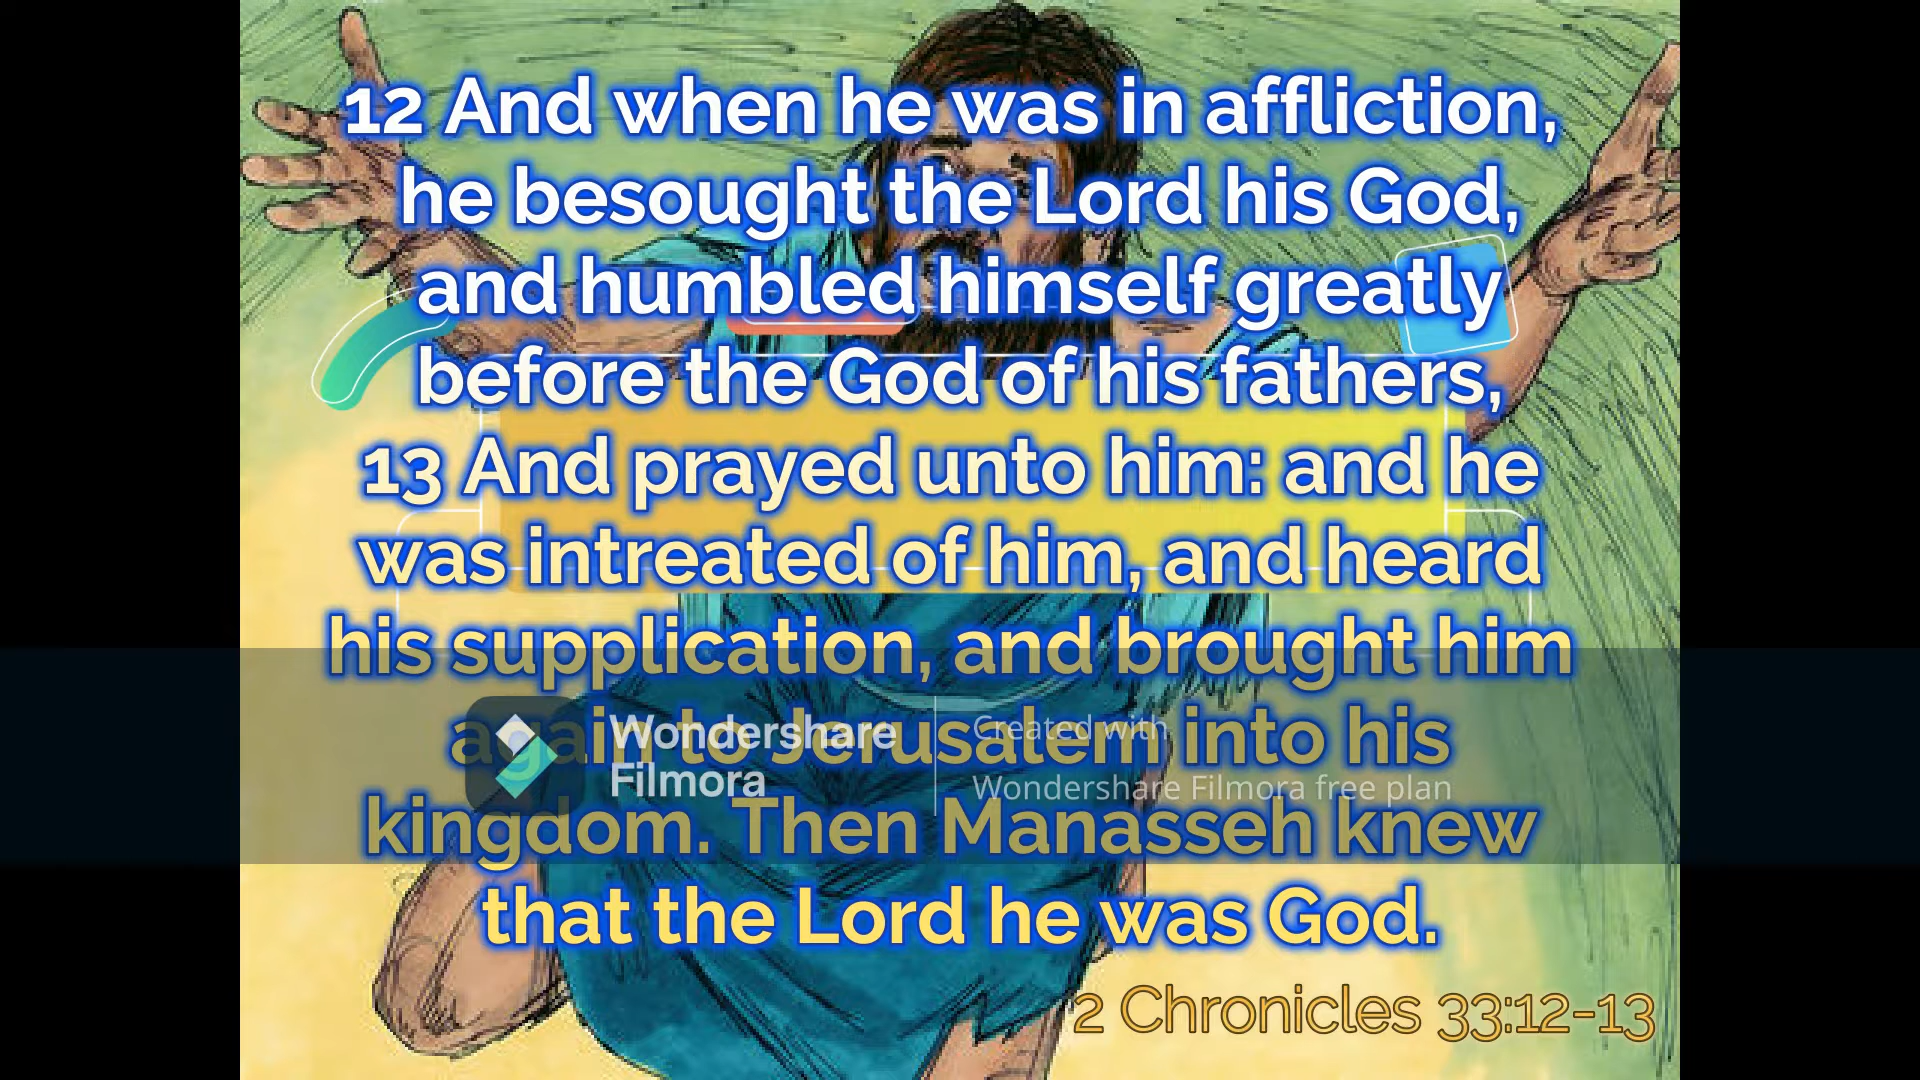 12 And when he was in affliction,
he besought the Lord his God,
and humbled himself greatly
before the God of his fathers,
13 And prayed unto him: and he
was intreated of him, and heard
his supplication, and brought him
again to Jerusalem into his
kingdom. Then Manasseh knew
that the Lord he was God.
2 Chronicles 33:12-13
Wondershare
Filmora
Created with
Wondershare Filmora free plan